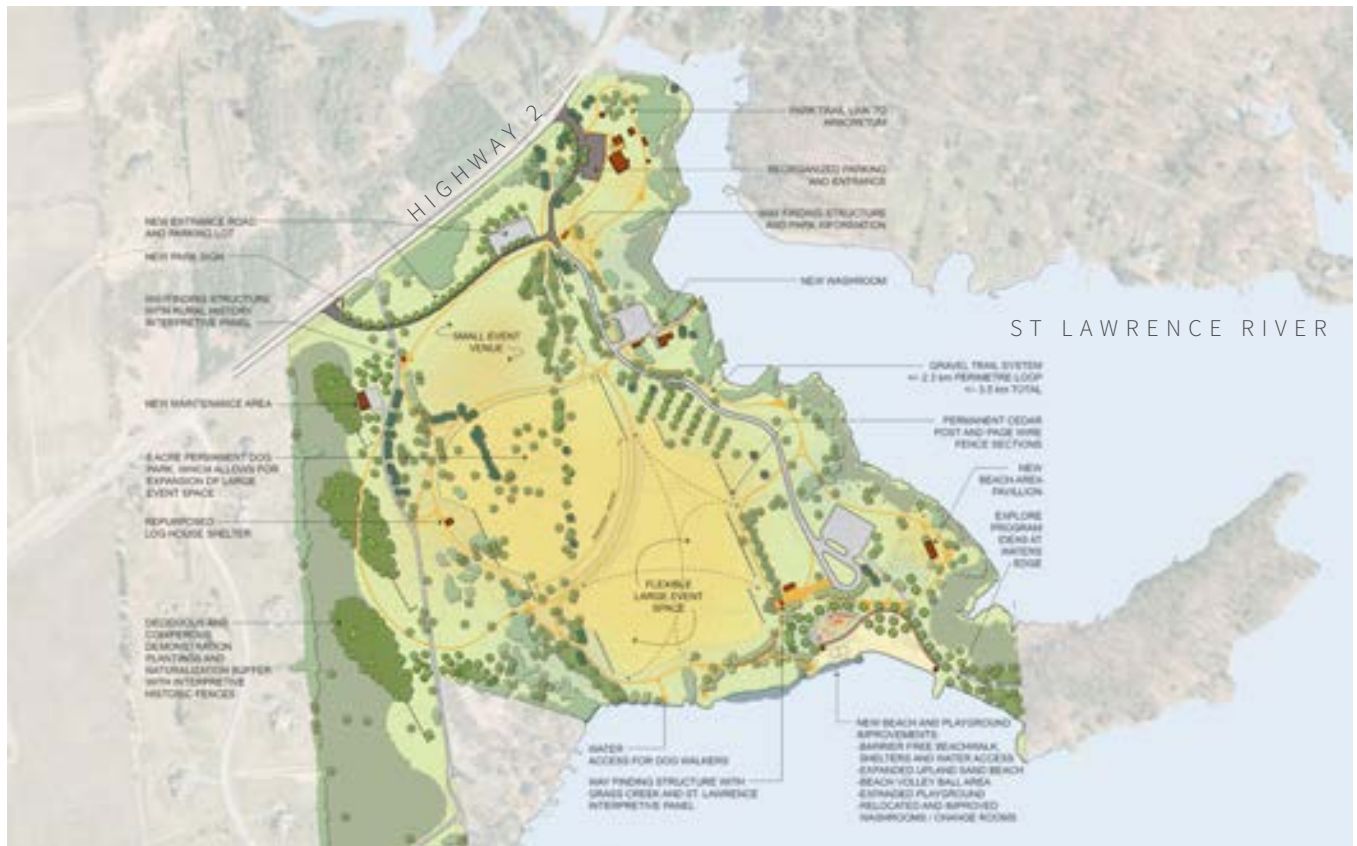 HIGHWAY 2
ST LAWRENCE RIVER
PARK TRAIL LINK TO
ARBORETUM
REORGANIZED PARKING
AND ENTRANCE
WAY FINDING STRUCTURE
AND PARK INFORMATION
NEW WASHROOM
GRAVEL TRAIL SYSTEM
+/- 2.3 km PERIMETRE LOOP
km TOTAL
PERMANENT CEDAR
POST AND PAGE WIRE
FENCE SECTIONS
NEW
BEACH AREA
PAVILLION
EXPLORE
PROGRAM
IDEAS AT
WATERS
EDGE
NEW ENTRANCE ROAD
AND PARKING LOT
NEW PARK SIGN
WAYFINDING STRUCTURE
WITH RURAL HISTORY
INTERPRETIVE PANEL
SMALL EVENT
VENUE
NEW MAINTENANCE AREA
ACRE PERMANENT DOG
PARK, WHICH ALLOWS FOR
EXPANSION OF LARGE
EVENT SPACE
REPURPOSED
LOG HOUSE SHELTER
FLEXIBLE
LARGE EVENT
SPACE
DECIDUOUS AND
CONIFEROUS
DEMONSTRATION
PLANTINGS AND
NATURALIZATION BUFFER
WITH INTERPRETIVE
HISTORIC FENCES
WATER
ACCESS FOR DOG WALKERS
WAY FINDING STRUCTURE WITH
GRASS CREEK AND ST. LAWRENCE
INTERPRETIVE PANEL
NEW BEACH AND PLAYGROUND
IMPROVEMENTS:
-BARRIER FREE BEACHWALK,
SHELTERS AND WATER ACCESS
-EXPANDED UPLAND SAND BEACH
-BEACH VOLLEY BALL AREA
-EXPANDED PLAYGROUND
-RELOCATED AND IMPROVED
WASHROOMS / CHANGE ROOMS